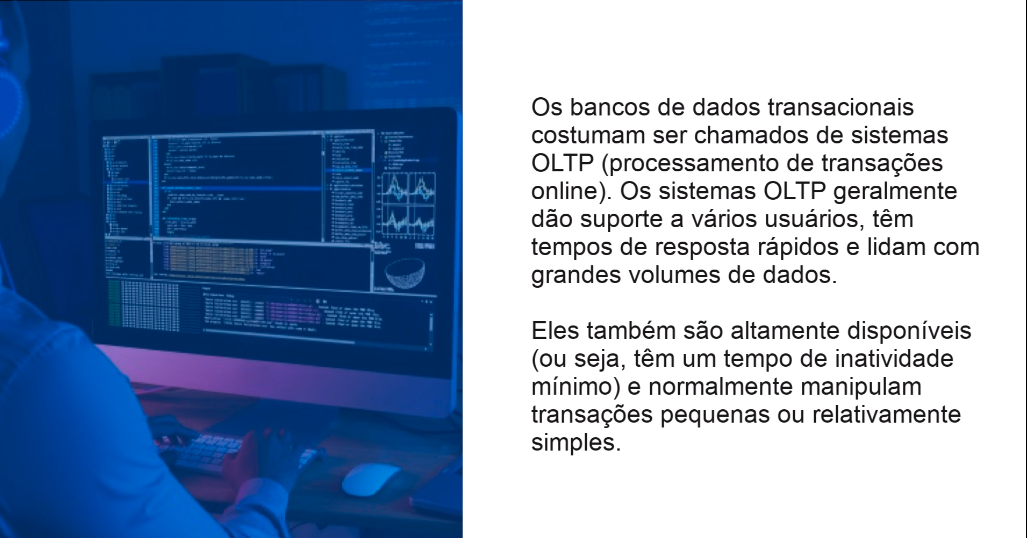 Os bancos de dados transacionais
costumam ser chamados de sistemas
OLTP (processamento de transações
online). Os sistemas OLTP geralmente
dão suporte a vários usuários, têm
tempos de resposta rápidos e lidam com
grandes volumes de dados.
Eles também são altamente disponíveis
(ou seja, têm um tempo de inatividade
mínimo) e normalmente manipulam
transações pequenas ou relativamente
simples.